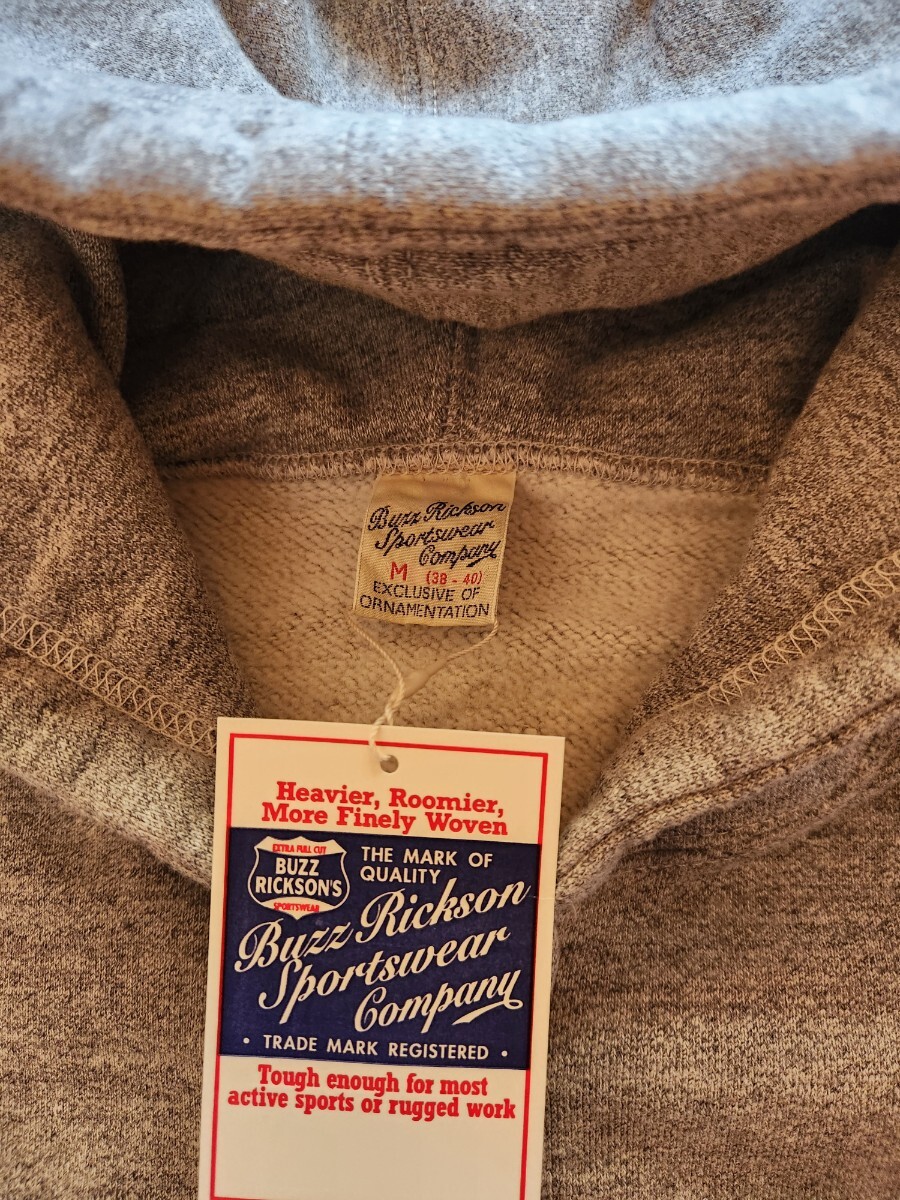 Buzz Rickson
Sportswear
Company
M (38 - 40)
EXCLUSIVE OF
ORNAMENTATION
Heavier, Roomier,
More Finely Woven
EXTRA FULL CUT
BUZZ
RICKSON'S
SPORTSWEAR
THE MARK OF
QUALITY
Buzz Rickson
Sportswear
Company
• TRADE MARK REGISTERED •
Tough enough for most
active sports or rugged work